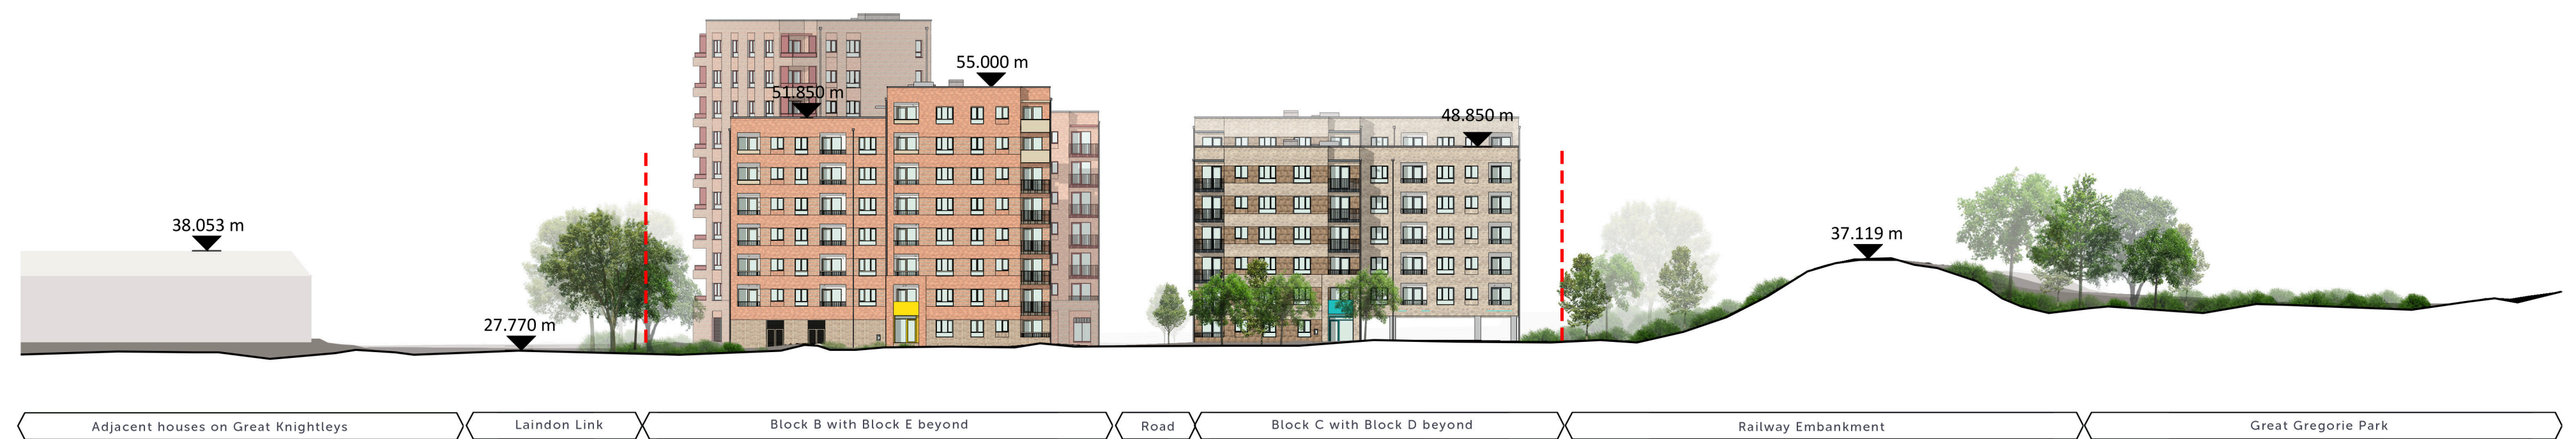 55.000 m
51.850 m
48.850 m
38.053 m
37.119 m
27.770 m
Adjacent houses on Great Knightleys
Laindon Link
Block B with Block E beyond
Road
Block C with Block D beyond
Railway Embankment
Great Gregorie Park